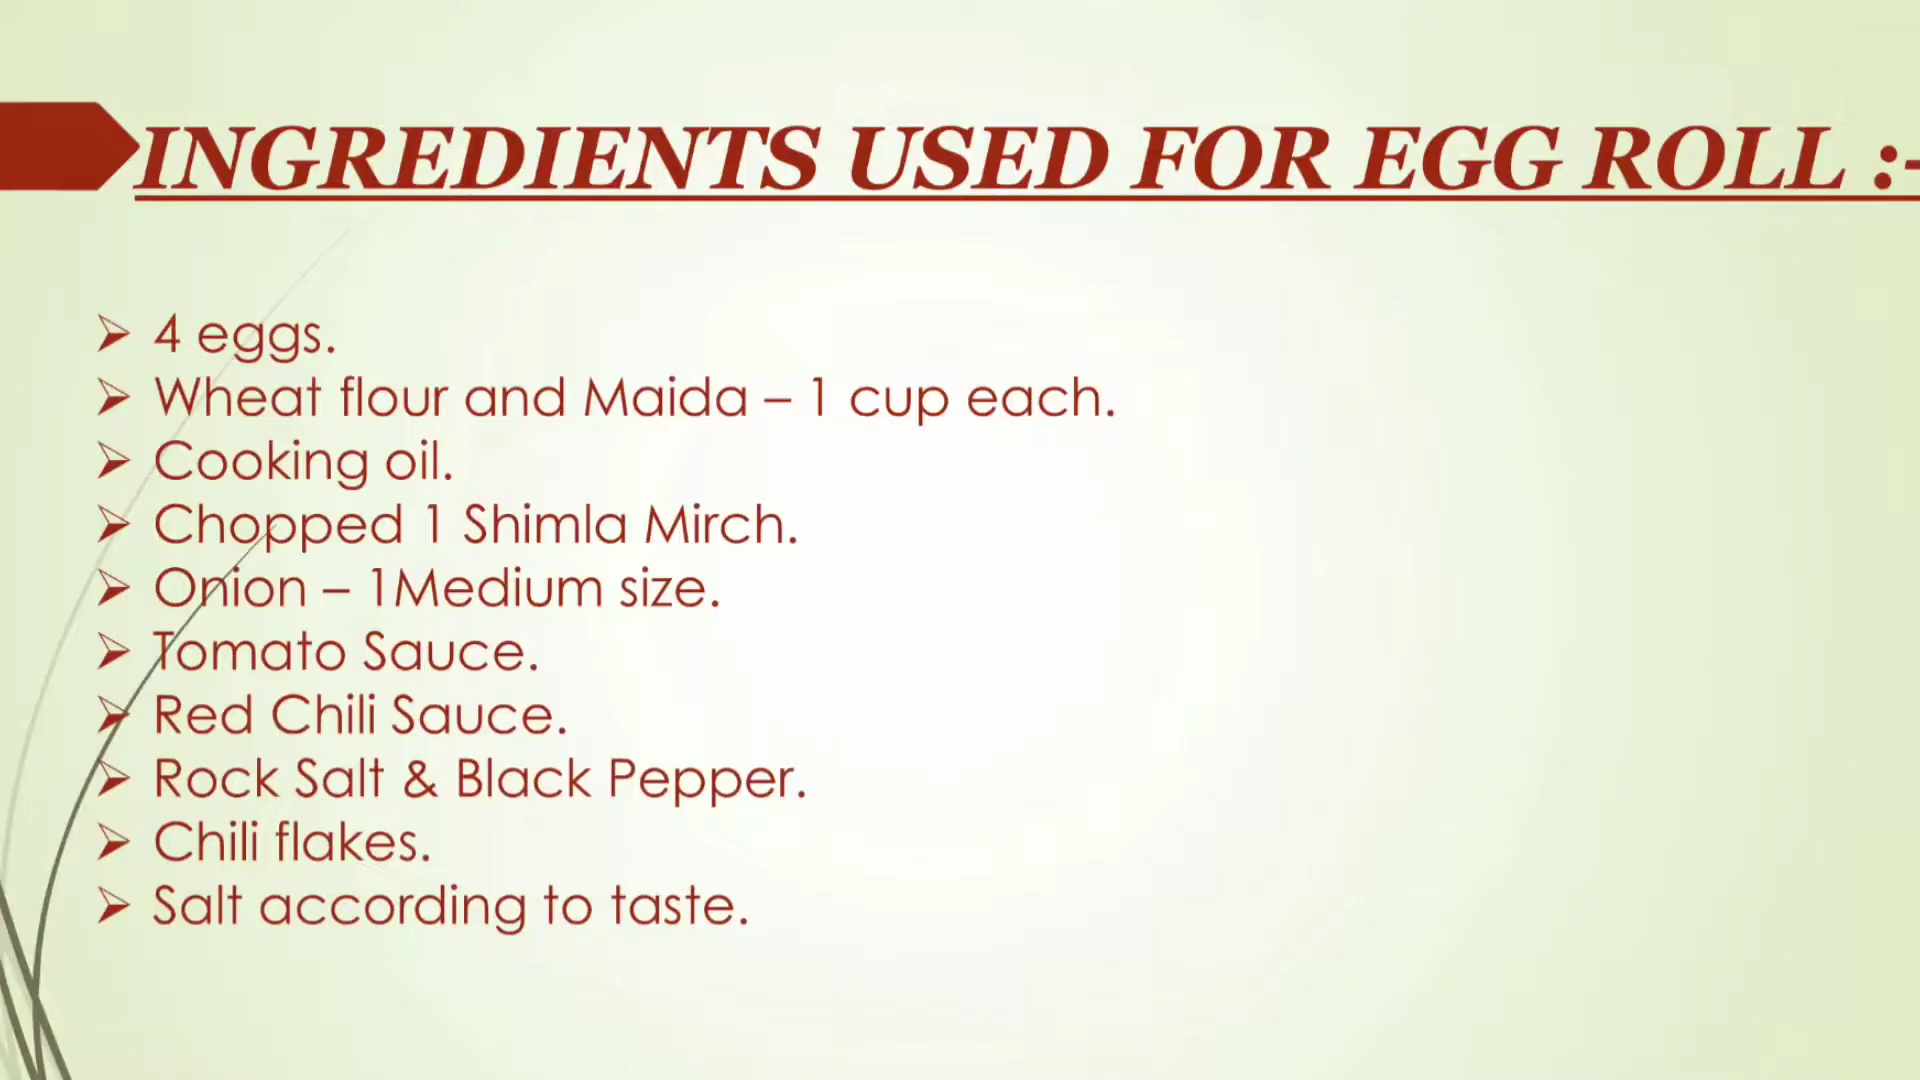 INGREDIENTS USED FOR EGG ROLL :-
➢ 4 eggs.
➢ Wheat flour and Maida – 1 cup each.
➢ Cooking oil.
➢ Chopped 1 Shimla Mirch.
➢ Onion – 1Medium size.
➢ Tomato Sauce.
➢ Red Chili Sauce.
➢ Rock Salt & Black Pepper.
➢ Chili flakes.
➢ Salt according to taste.